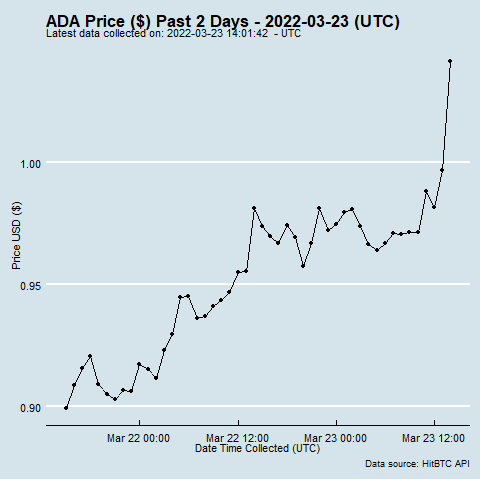 ADA Price ($) Past 2 Days - 2022-03-23 (UTC)
Latest data collected on: 2022-03-23 14:01:42 - UTC
Price USD ($)
1.00
0.95
0.90
Mar 22 00:00 Mar 22 12:00 Mar 23 00:00 Mar 23 12:00
Date Time Collected (UTC)
Data source: HitBTC API